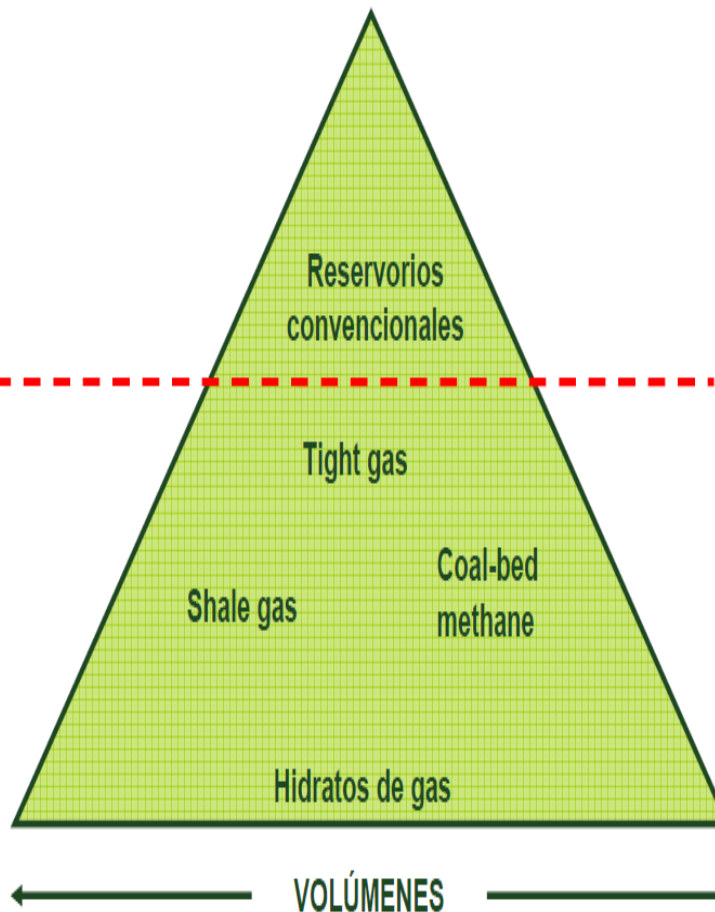 Reservorios
convencionales
Tight gas
Coal-bed
methane
Shale gas
Hidratos de gas
VOLÚMENES